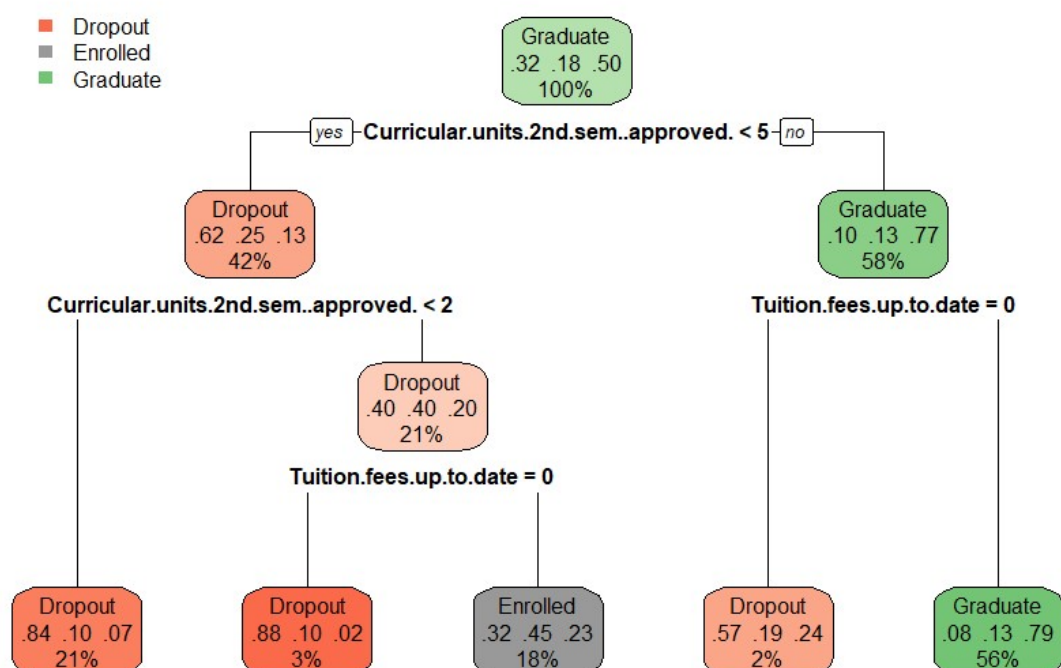 Dropout
Enrolled
Graduate
Graduate
.32 .18 .50
100%
yes Curricular.units.2nd.sem..approved. < 5 no
Dropout
.62 .25 .13
42%
Graduate
.10 .13 .77
58%
Curricular.units.2nd.sem..approved. < 2
Tuition.fees.up.to.date = 0
Dropout
.40 .40 .20
21%
Tuition.fees.up.to.date = 0
Dropout
.84 .10 .07
21%
Dropout
.88 .10 .02
3%
Enrolled
.32 .45 .23
18%
Dropout
.57 .19 .24
2%
Graduate
.08 .13 .79
56%